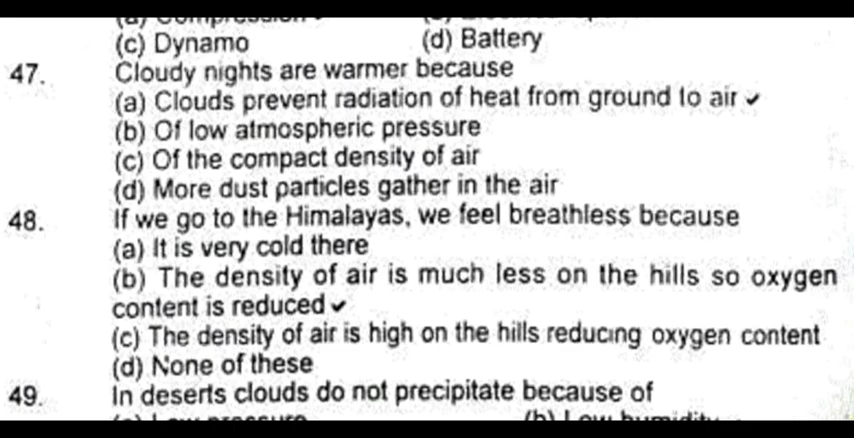 (c) Dynamo (d) Battery
47. Cloudy nights are warmer because
(a) Clouds prevent radiation of heat from ground to air ✔
(b) Of low atmospheric pressure
(c) Of the compact density of air
(d) More dust particles gather in the air
48. If we go to the Himalayas, we feel breathless because
(a) It is very cold there
(b) The density of air is much less on the hills so oxygen
content is reduced ✔
(c) The density of air is high on the hills reducing oxygen content
(d) None of these
49. In deserts clouds do not precipitate because of
(a) Low pressure (b) Low humidity